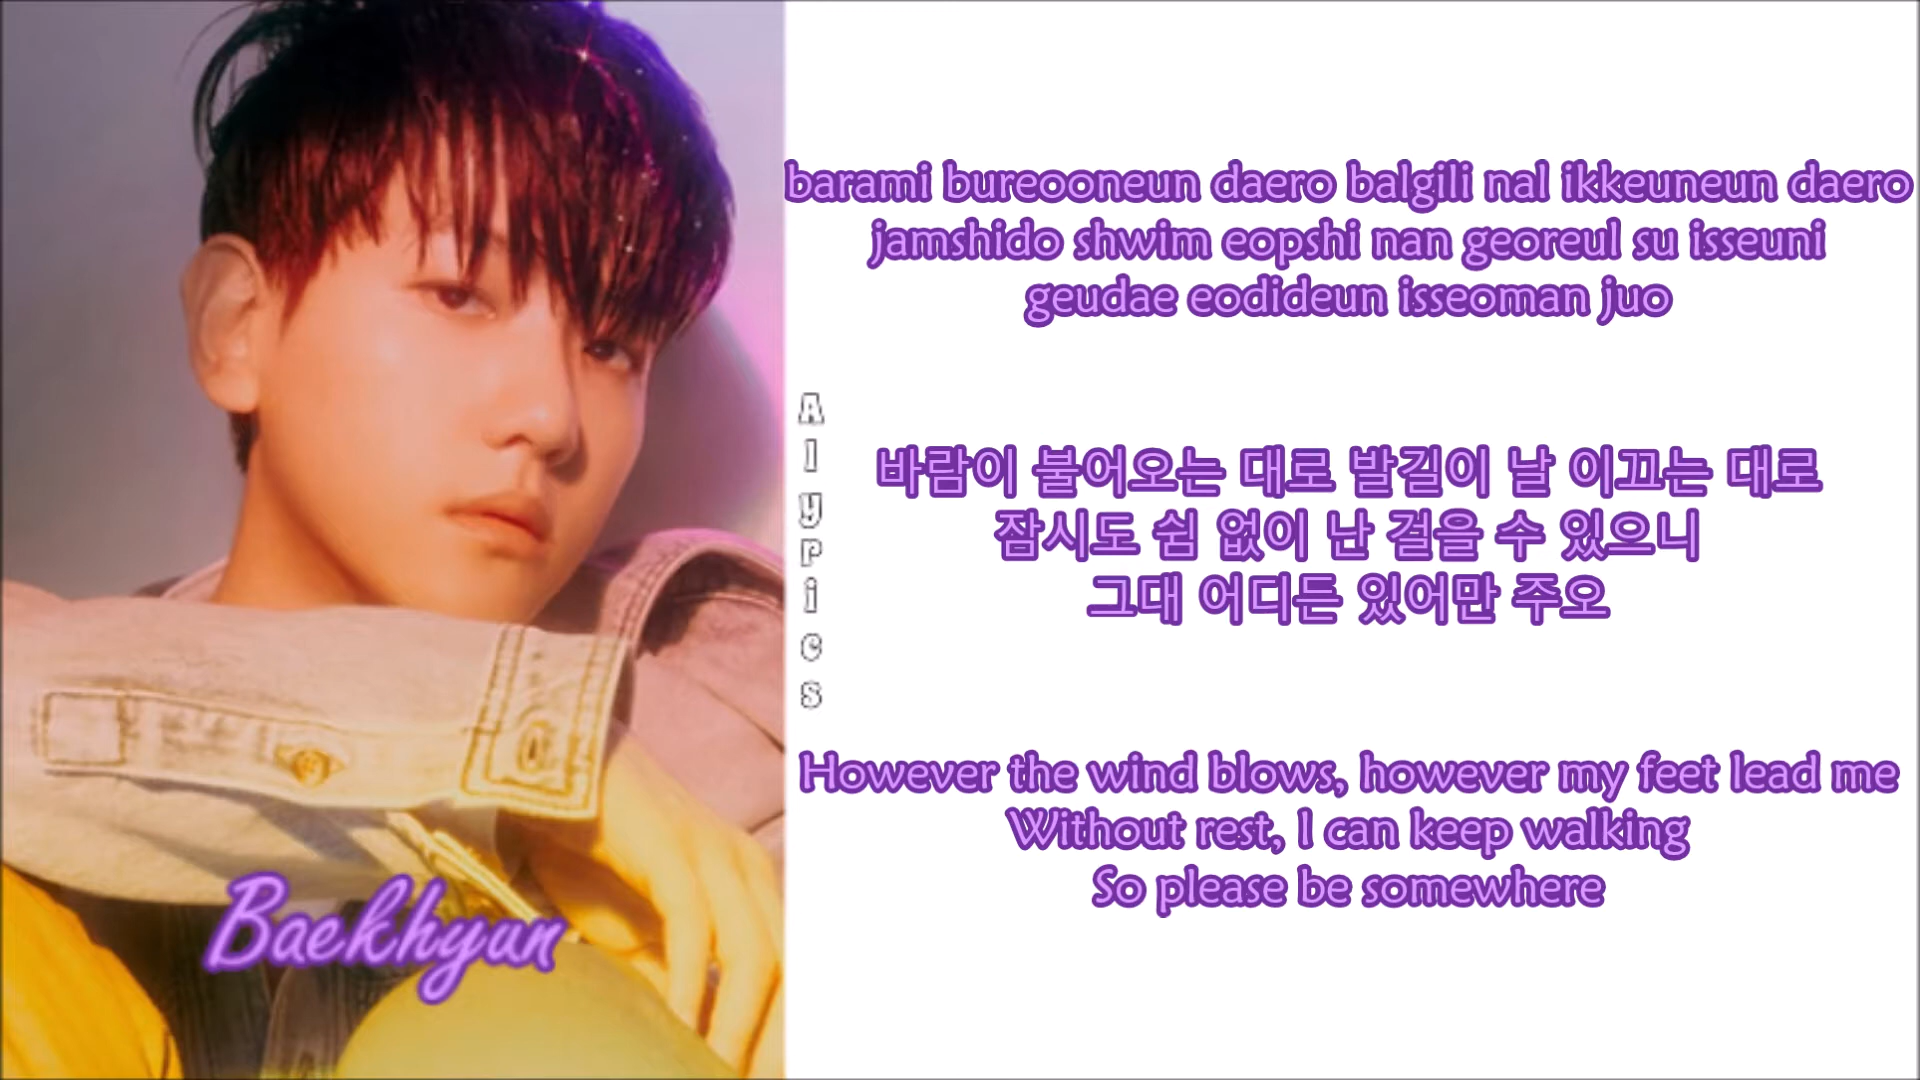 barami bureooneun daero balgili nal ikkeuneun daero
jamshido shwim eopshi nan georeul su isseuni
geudae eodideun isseoman juo
바람이 불어오는 대로 발길이 날 이끄는 대로
잠시도 쉼 없이 난 걸을 수 있으니
그대 어디든 있어만 주오
However the wind blows, however my feet lead me
Without rest, I can keep walking
So please be somewhere
Alypics
Baekhyun